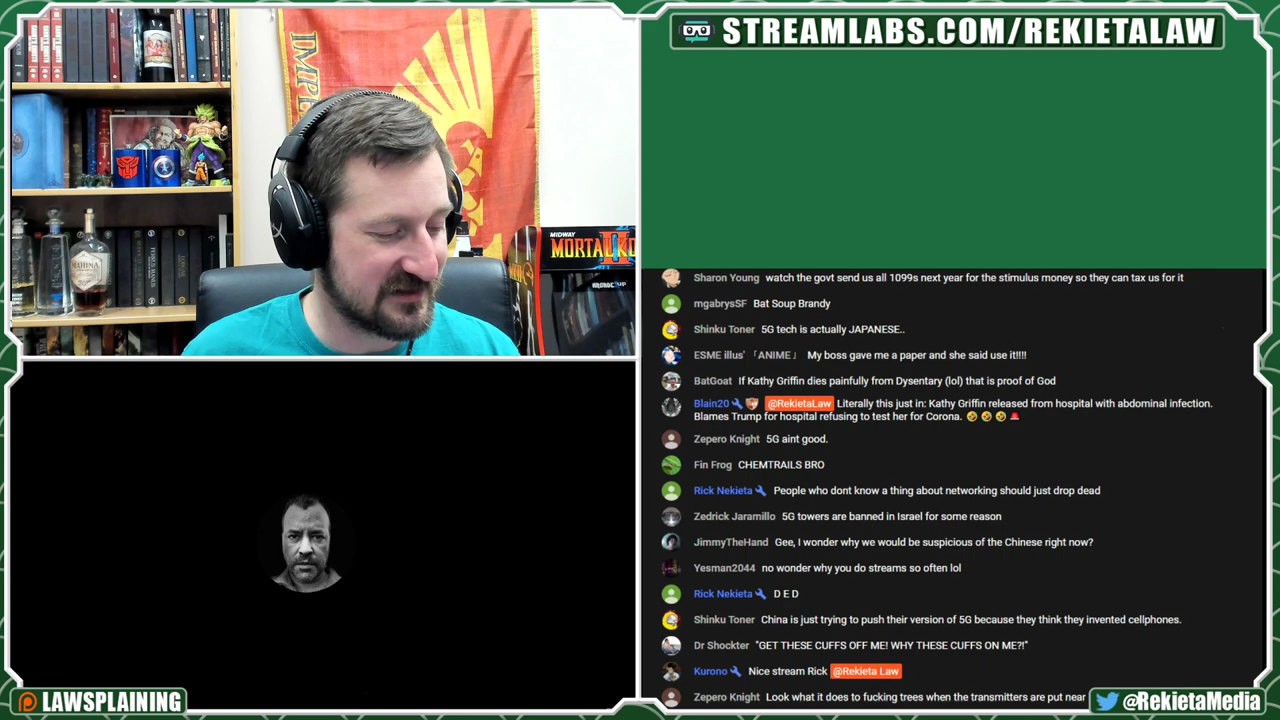 STREAMLABS.COM/REKIETALAW
IMPE
MIDWAY
MORTAL KO
II
Sharon Young watch the govt send us all 1099s next year for the stimulus money so they can tax us for it
mgabrysSF Bat Soup Brandy
Shinku Toner 5G tech is actually JAPANESE..
ESME illus' 「ANIME」 My boss gave me a paper and she said use it!!!!
BatGoat If Kathy Griffin dies painfully from Dysentary (lol) that is proof of God
Blain20 @RekietaLaw Literally this just in: Kathy Griffin released from hospital with abdominal infection.
Blames Trump for hospital refusing to test her for Corona. 🤣 🤣 🤣 🚨
Zepero Knight 5G aint good.
Fin Frog CHEMTRAILS BRO
Rick Nekieta People who dont know a thing about networking should just drop dead
Zedrick Jaramillo 5G towers are banned in Israel for some reason
JimmyTheHand Gee, I wonder why we would be suspicious of the Chinese right now?
Yesman2044 no wonder why you do streams so often lol
Rick Nekieta D E D
Shinku Toner China is just trying to push their version of 5G because they think they invented cellphones.
Dr Shockter "GET THESE CUFFS OFF ME! WHY THESE CUFFS ON ME?!"
Kurono Nice stream Rick @Rekieta Law
Zepero Knight Look what it does to fucking trees when the transmitters are put near
LAWSPLAINING
@RekietaMedia